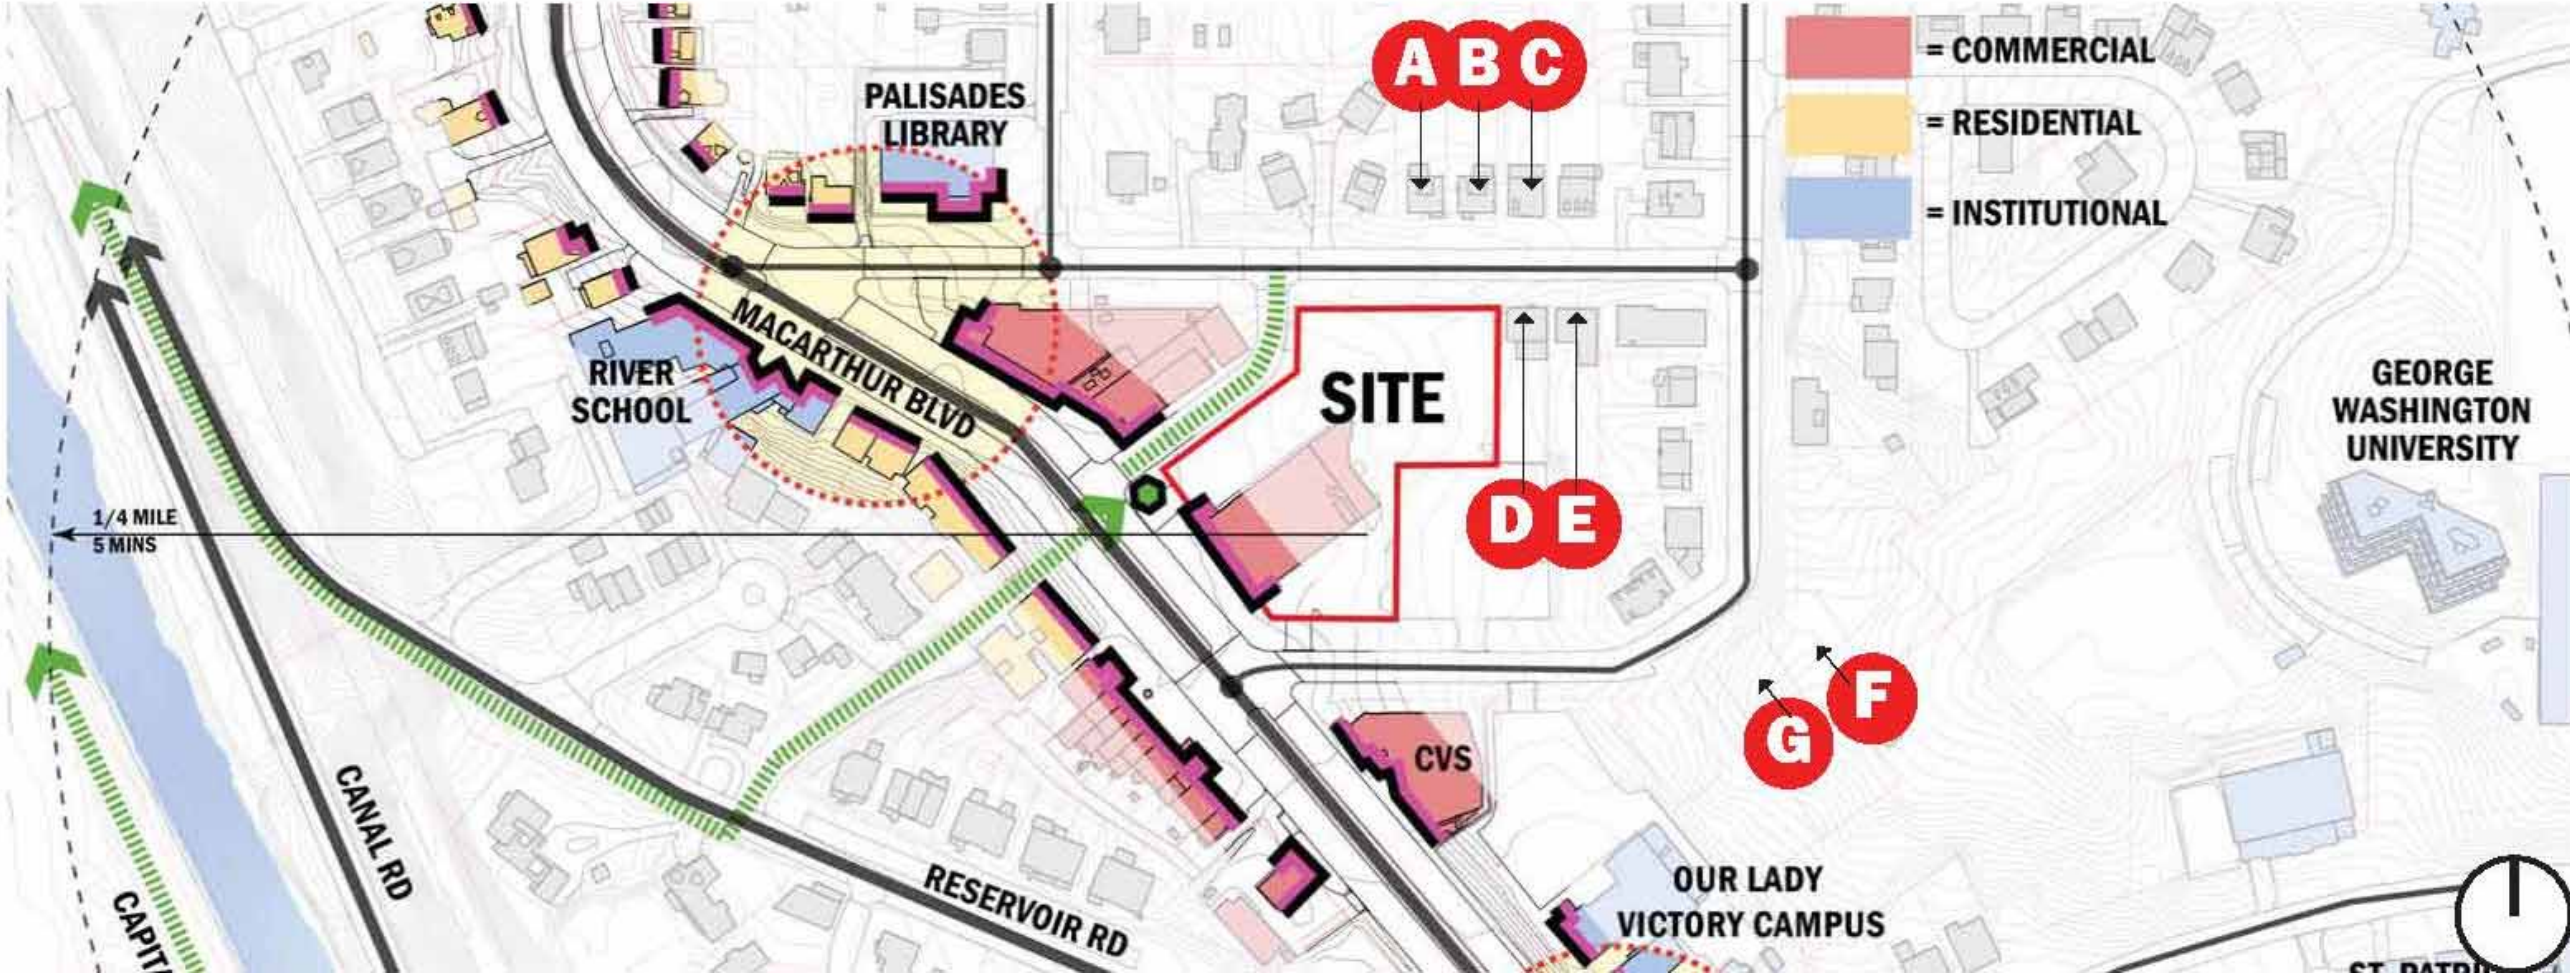 A B C
= COMMERCIAL
= RESIDENTIAL
= INSTITUTIONAL
PALISADES
LIBRARY
MACARTHUR BLVD
RIVER
SCHOOL
SITE
GEORGE
WASHINGTON
UNIVERSITY
D E
1/4 MILE
5 MINS
F
G
CVS
CANAL RD
RESERVOIR RD
OUR LADY
VICTORY CAMPUS